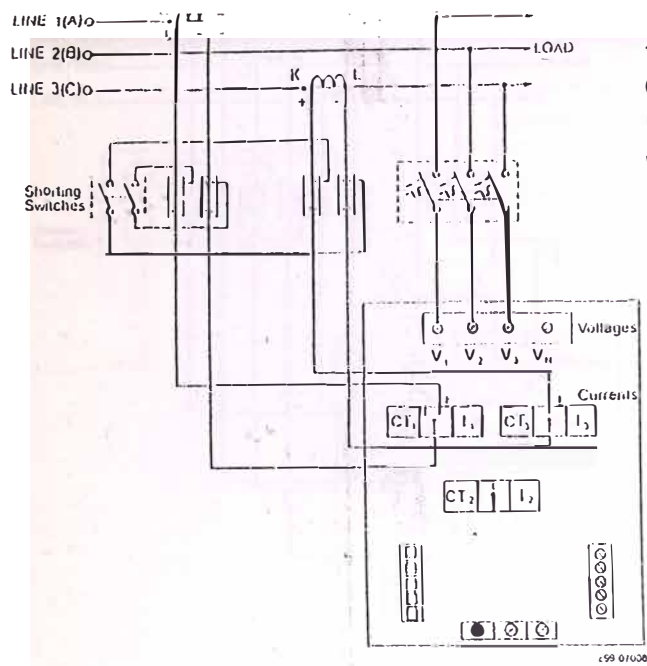 LINE 1(A)
LINE 2(B)
LOAD
LINE 3(C)
K L
+ -
Shorting
Switches
Voltages
V₁ V₂ V₃ V
Currents
CT₁ I₁ CT₃ I₃
CT₂ I₂